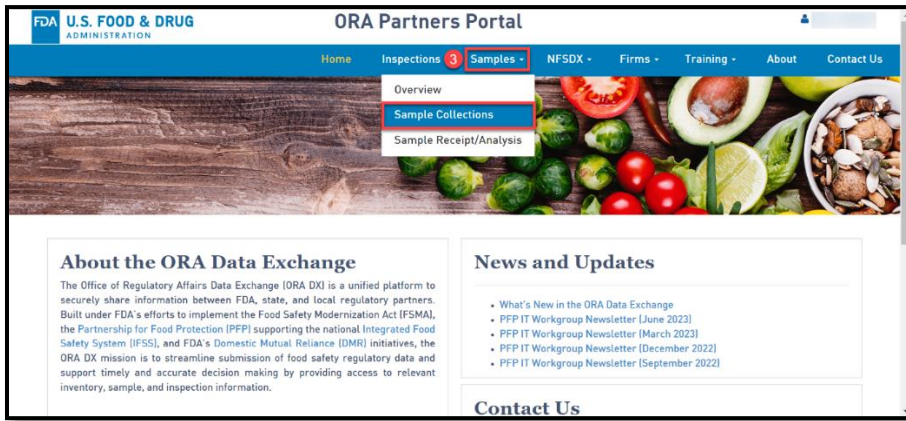 FDA U.S. FOOD & DRUG
ADMINISTRATION
ORA Partners Portal
Home Inspections 3 Samples NFSDX Firms Training About Contact Us
Overview
Sample Collections
Sample Receipt/Analysis
About the ORA Data Exchange
The Office of Regulatory Affairs Data Exchange (ORA DX) is a unified platform to
securely share information between FDA, state, and local regulatory partners.
Built under FDA's efforts to implement the Food Safety Modernization Act (FSMA),
the Partnership for Food Protection (PFP) supporting the national Integrated Food
Safety System (IFSS), and FDA's Domestic Mutual Reliance (DMR) initiatives, the
ORA DX mission is to streamline submission of food safety regulatory data and
support timely and accurate decision making by providing access to relevant
inventory, sample, and inspection information.
News and Updates
• What's New in the ORA Data Exchange
• PFP IT Workgroup Newsletter (June 2023)
• PFP IT Workgroup Newsletter (March 2023)
• PFP IT Workgroup Newsletter (December 2022)
• PFP IT Workgroup Newsletter (September 2022)
Contact Us